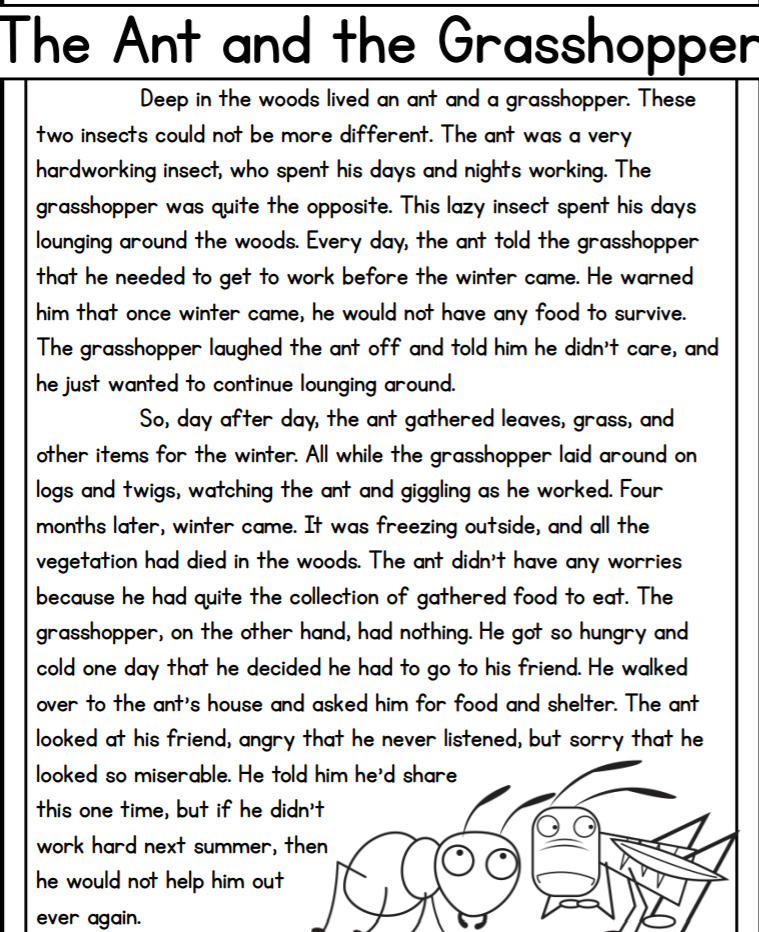 The Ant and the Grasshopper
Deep in the woods lived an ant and a grasshopper. These
two insects could not be more different. The ant was a very
hardworking insect, who spent his days and nights working. The
grasshopper was quite the opposite. This lazy insect spent his days
lounging around the woods. Every day, the ant told the grasshopper
that he needed to get to work before the winter came. He warned
him that once winter came, he would not have any food to survive.
The grasshopper laughed the ant off and told him he didn't care, and
he just wanted to continue lounging around.
So, day after day, the ant gathered leaves, grass, and
other items for the winter. All while the grasshopper laid around on
logs and twigs, watching the ant and giggling as he worked. Four
months later, winter came. It was freezing outside, and all the
vegetation had died in the woods. The ant didn't have any worries
because he had quite the collection of gathered food to eat. The
grasshopper, on the other hand, had nothing. He got so hungry and
cold one day that he decided he had to go to his friend. He walked
over to the ant's house and asked him for food and shelter. The ant
looked at his friend, angry that he never listened, but sorry that he
looked so miserable. He told him he'd share
this one time, but if he didn't
work hard next summer, then
he would not help him out
ever again.